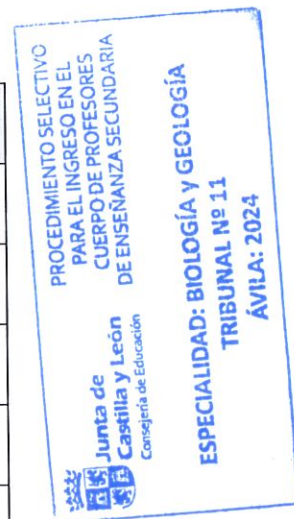 Junta de
Castilla y León
Consejería de Educación
PROCEDIMIENTO SELECTIVO
PARA EL INGRESO EN EL
CUERPO DE PROFESORES
DE ENSEÑANZA SECUNDARIA
ESPECIALIDAD: BIOLOGÍA y GEOLOGÍA
TRIBUNAL Nº 11
ÁVILA: 2024